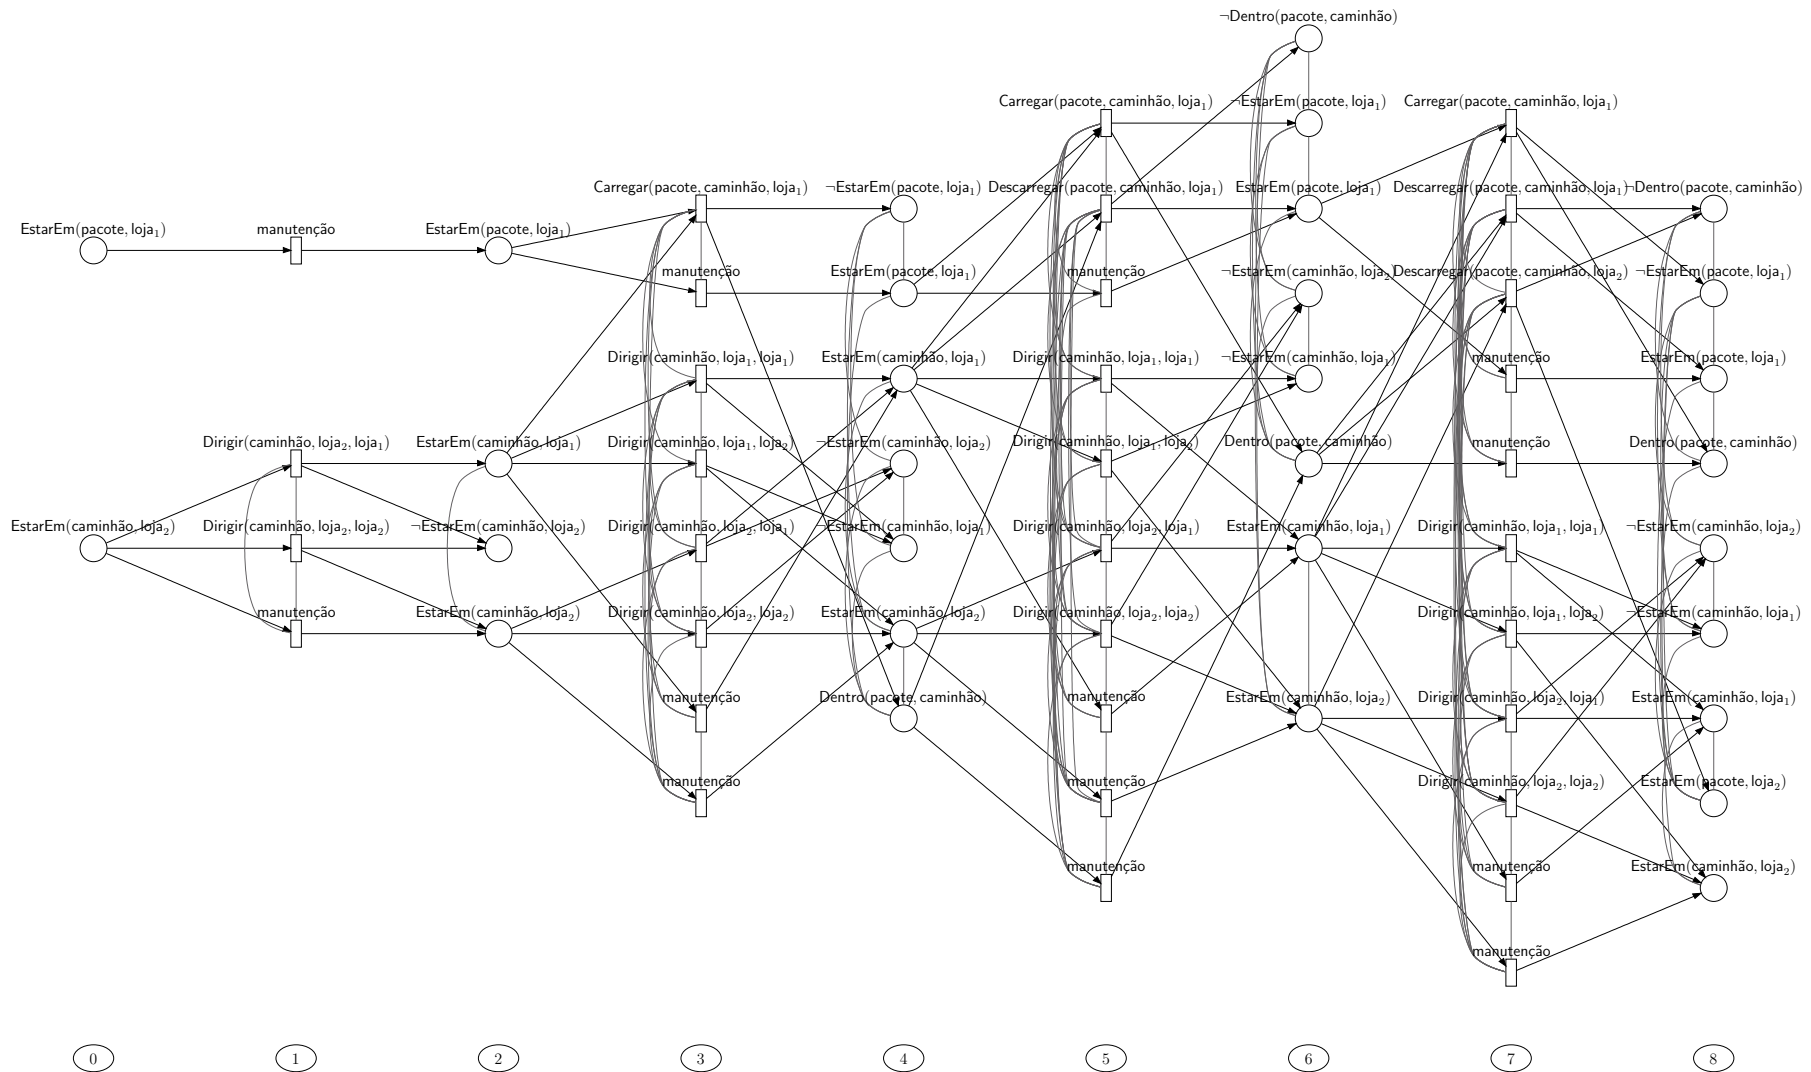 ¬Dentro(pacote, caminhão)
Carregar(pacote, caminhão, loja₁)
¬EstarEm(pacote, loja₁)
Carregar(pacote, caminhão, loja₁)
Carregar(pacote, caminhão, loja₁)
¬EstarEm(pacote, loja₁)
Descarregar(pacote, caminhão, loja₁)
EstarEm(pacote, loja₁)
Descarregar(pacote, caminhão, loja₁)
¬Dentro(pacote, caminhão)
EstarEm(pacote, loja₁)
manutenção
EstarEm(pacote, loja₁)
manutenção
EstarEm(pacote, loja₁)
manutenção
¬EstarEm(caminhão, loja₂)
Descarregar(pacote, caminhão, loja₂)
¬EstarEm(pacote, loja₁)
Dirigir(caminhão, loja₁, loja₁)
EstarEm(caminhão, loja₁)
Dirigir(caminhão, loja₁, loja₁)
¬EstarEm(caminhão, loja₁)
manutenção
EstarEm(pacote, loja₁)
Dirigir(caminhão, loja₂, loja₁)
EstarEm(caminhão, loja₁)
Dirigir(caminhão, loja₁, loja₂)
¬EstarEm(caminhão, loja₂)
Dirigir(caminhão, loja₁, loja₂)
Dentro(pacote, caminhão)
manutenção
Dentro(pacote, caminhão)
EstarEm(caminhão, loja₂)
Dirigir(caminhão, loja₂, loja₂)
¬EstarEm(caminhão, loja₂)
Dirigir(caminhão, loja₂, loja₁)
¬EstarEm(caminhão, loja₁)
Dirigir(caminhão, loja₂, loja₁)
EstarEm(caminhão, loja₁)
Dirigir(caminhão, loja₁, loja₁)
¬EstarEm(caminhão, loja₂)
manutenção
EstarEm(caminhão, loja₂)
Dirigir(caminhão, loja₂, loja₂)
EstarEm(caminhão, loja₂)
Dirigir(caminhão, loja₂, loja₂)
Dirigir(caminhão, loja₁, loja₂)
¬EstarEm(caminhão, loja₁)
manutenção
Dentro(pacote, caminhão)
manutenção
EstarEm(caminhão, loja₂)
Dirigir(caminhão, loja₂, loja₁)
EstarEm(caminhão, loja₁)
manutenção
manutenção
Dirigir(caminhão, loja₂, loja₂)
EstarEm(pacote, loja₂)
manutenção
manutenção
EstarEm(caminhão, loja₂)
manutenção
0 1 2 3 4 5 6 7 8